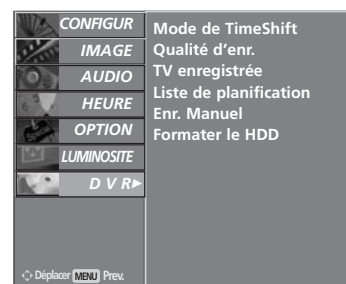 CONFIGUR
IMAGE
AUDIO
HEURE
OPTION
LUMINOSITE
D V R
Mode de TimeShift
Qualité d’enr.
TV enregistrée
Liste de planification
Enr. Manuel
Formater le HDD
Déplacer MENU Prev.